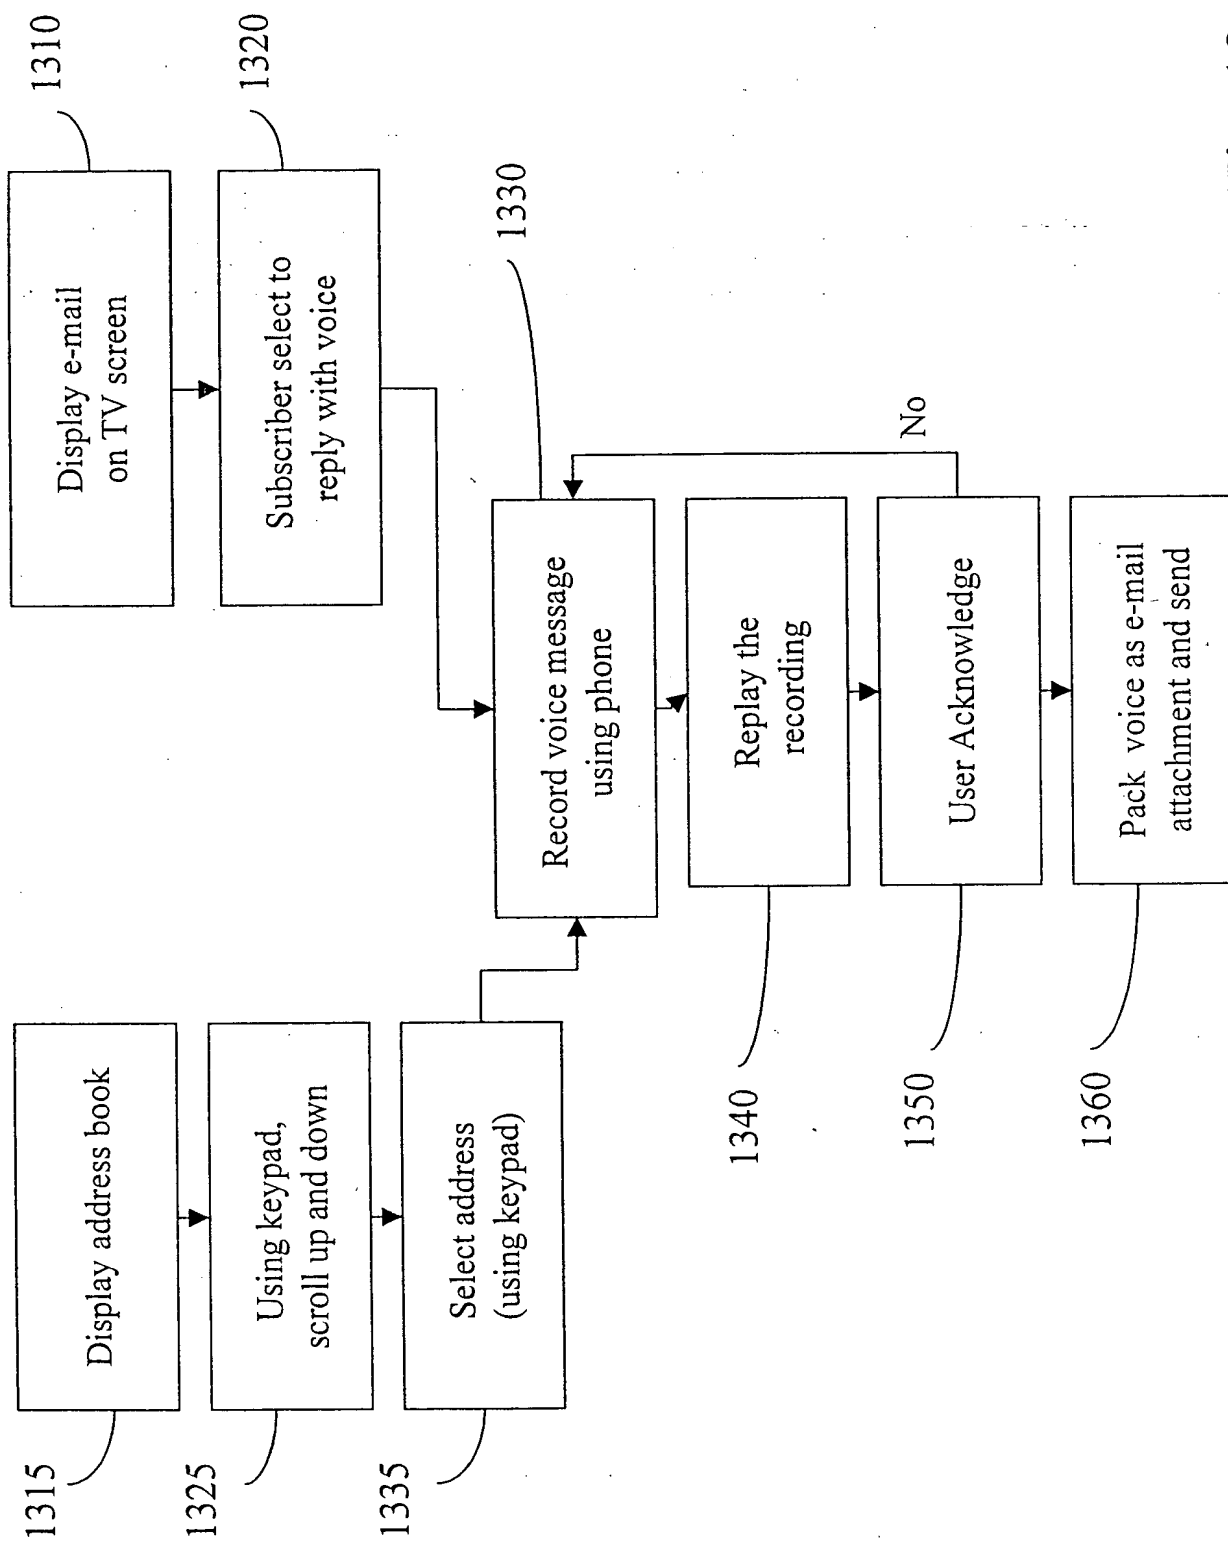 1310
Display e-mail
on TV screen
1320
Subscriber select to
reply with voice
1315
Display address book
1325
Using keypad,
scroll up and down
1335
Select address
(using keypad)
1330
Record voice message
using phone
1340
Replay the
recording
No
1350
User Acknowledge
1360
Pack voice as e-mail
attachment and send